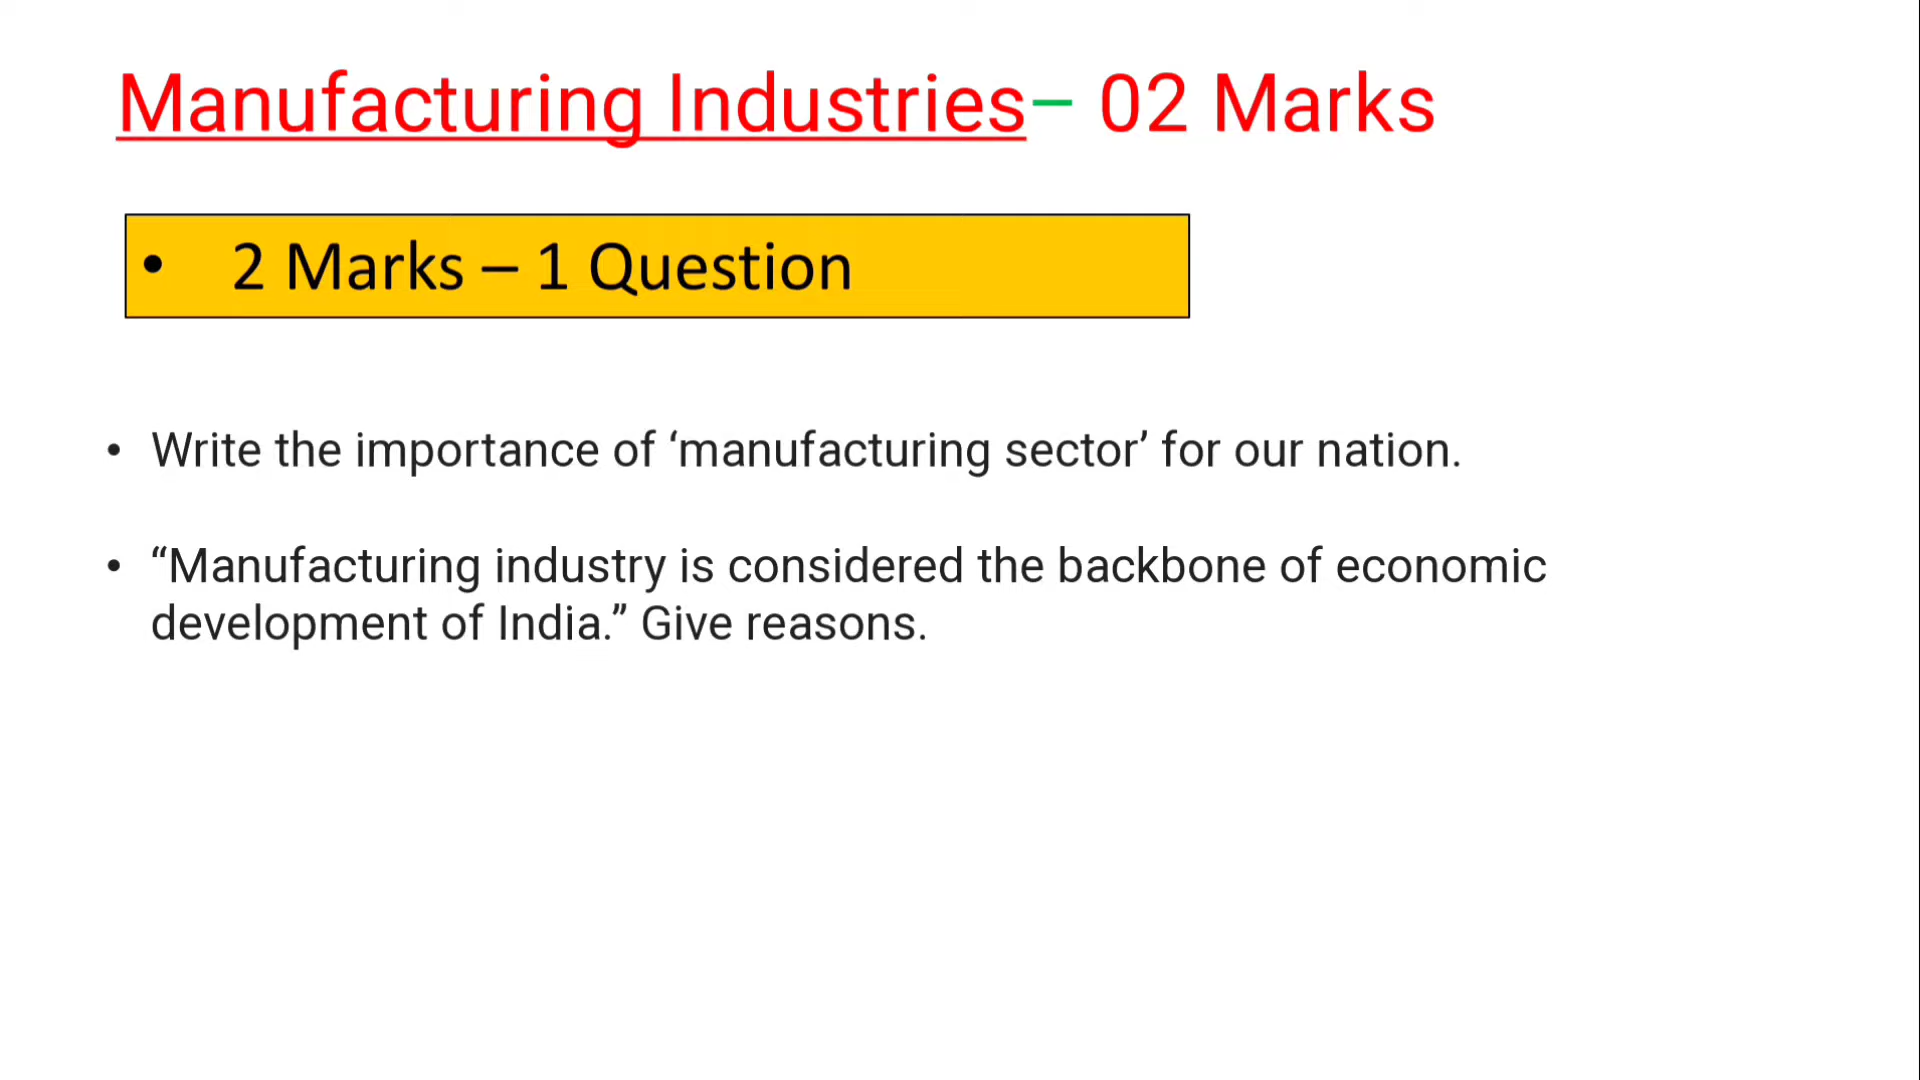 Manufacturing Industries– 02 Marks
• 2 Marks – 1 Question
• Write the importance of ‘manufacturing sector’ for our nation.
• “Manufacturing industry is considered the backbone of economic
development of India.” Give reasons.